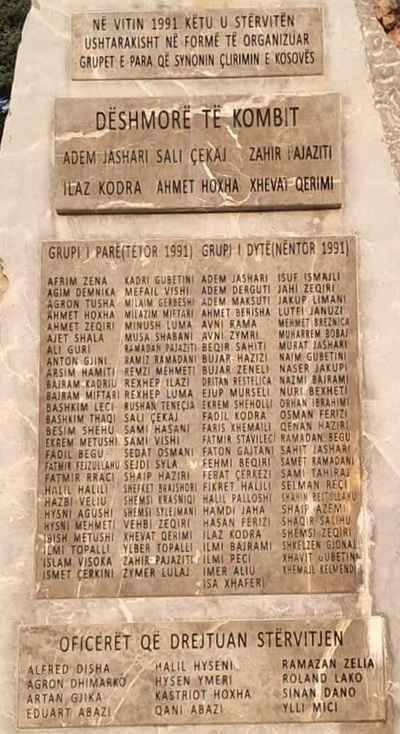 NË VITIN 1991 KËTU U STËRVITËN
USHTARAKISHT NË FORMË TË ORGANIZUAR
GRUPET E PARA QË SYNONIN ÇLIRIMIN E KOSOVËS
DËSHMORË TË KOMBIT
ADEM JASHARI SALI ÇEKAJ ZAHIR PAJAZITI
ILAZ KODRA AHMET HOXHA XHEVAT QERIMI
GRUPI I PARË(TETOR 1991) GRUPI I DYTË(NËNTOR 1991)
AFRIM ZENA
AGIM DEMNIKA
AGRON TUSHA
AHMET HOXHA
AHMET ZEQIRI
AJET SHALA
ALI GURI
ANTON GJINI
ARSIM HAMITI
BAJRAM KADRIU
BAJRAM MIFTARI
BASHKIM LECI
BASHKIM THAQI
BESIM SHEHU
EKREM METUSHI
FADIL BEGU
FATMIR FEJZULLAHU
FATMIR RRACI
HALIL HALILI
HAZBI VELIU
HYSNI AGUSHI
HYSNI MEHMETI
IBISH METUSHI
ILMI TOPALLI
ISLAM VISOKA
ISMET ÇERKINI
KADRI GUBETINI
MEFAIL VISHI
MILAIM GERBESHI
MILAZIM MIFTARI
MINUSH LUMA
MUSA SHABANI
RAMADAN PAJAZITI
RAMIZ RAMADANI
REMZI MEHMETI
REXHEP ILAZI
REXHEP LUMA
RUSHAN TENEÇJA
SALI ÇEKAJ
SAMI HASANI
SAMI VISHI
SEDAT OSMANI
SEJDI SYLA
SHAIP HAZIRI
SHEFKET BRAJSHORI
SHEMSI KRASNIQI
SHEMSI SYLEJMANI
VEHBI ZEQIRI
XHEVAT QERIMI
YLBER TOPALLI
ZAHIR PAJAZITI
ZYMER LULAJ
ADEM JASHARI
ADEM DERGUTI
ADEM MAKSUTI
AHMET BERISHA
AVNI RAMA
AVNI ZYMRI
BEQIR SAHITI
BUJAR HAZIZI
BUJAR ZENELI
DRITAN RESTELICA
EJUP MURSELI
EKREM SHEHOLLI
FADIL KODRA
FARIS XHEMAILI
FATMIR STAVILECI
FATON GAJTANI
FEHMI BEQIRI
FERAT ÇERKEZI
FIKRET HALILI
HALIL PALLOSHI
HAMDI JAHA
HASAN FERIZI
ILAZ KODRA
ILMI BAJRAMI
ILMI PECI
IMER ALIU
ISA XHAFERI
ISUF ISMAJLI
JAHI ZEQIRI
JAKUP LIMANI
LUTFI JANUZI
MEHMET BREZNICA
MUHARREM BOBAJ
MURAT JASHARI
NAIM GUBETINI
NASER JAKUPI
NAZMI BAJRAMI
NURI BEXHETI
ORHAN IBRAHIMI
OSMAN FERIZI
QENAN HAZIRI
RAMADAN BEGU
SAHIT JASHARI
SAMET RAMADANI
SAMI TAHIRAJ
SELMAN REÇI
SHAHIN BEJTULLAHU
SHAIP AZEMI
SHAQIR SALIHU
SHEMSI ZEQIRI
SHKELZEN GJONAJ
XHAVIT GUBETINI
XHEMAJL KELMENDI
OFICERËT QË DREJTUAN STËRVITJEN
ALFRED DISHA
AGRON DHIMARKO
ARTAN GJIKA
EDUART ABAZI
HALIL HYSENI
HYSEN YMERI
KASTRIOT HOXHA
QANI ABAZI
RAMAZAN ZELIA
ROLAND LAKO
SINAN DANO
YLLI MICI